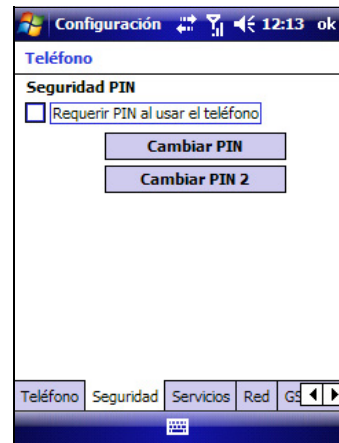 Configuración 12:13 ok
Teléfono
Seguridad PIN
Requerir PIN al usar el teléfono
Cambiar PIN
Cambiar PIN 2
Teléfono Seguridad Servicios Red GS